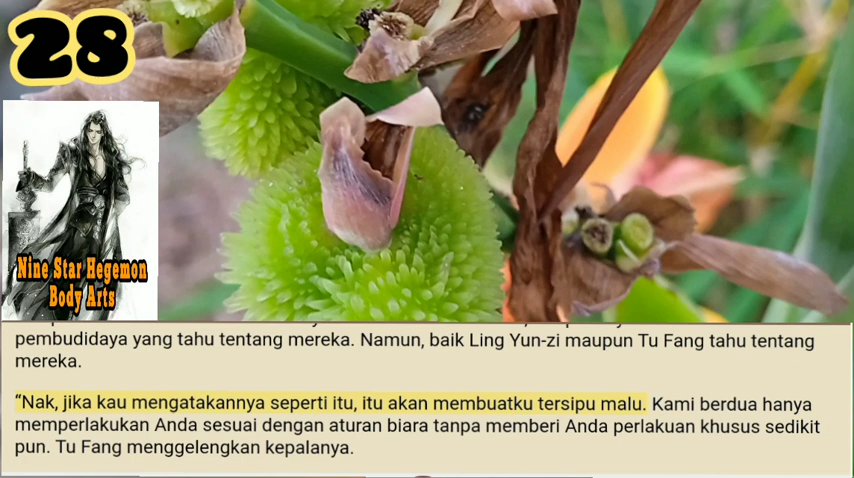 28
Nine Star Hegemon
Body Arts
pembudidaya yang tahu tentang mereka. Namun, baik Ling Yun-zi maupun Tu Fang tahu tentang
mereka.
“Nak, jika kau mengatakannya seperti itu, itu akan membuatku tersipu malu. Kami berdua hanya
memperlakukan Anda sesuai dengan aturan biara tanpa memberi Anda perlakuan khusus sedikit
pun. Tu Fang menggelengkan kepalanya.